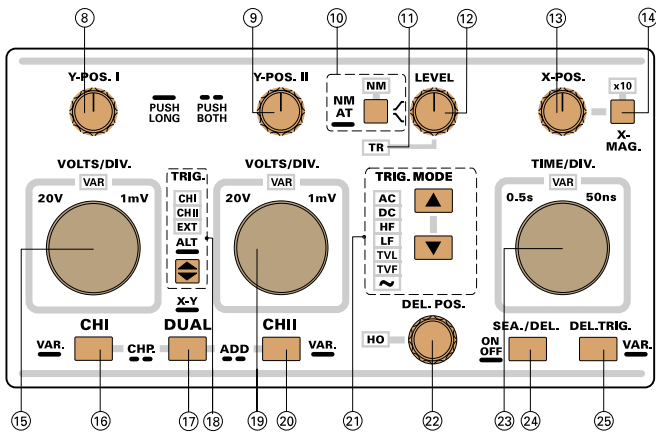 8 9 10 11 12 13 14
Y-POS. I
PUSH LONG
PUSH BOTH
Y-POS. II
NM AT
NM
LEVEL
TR
X-POS.
x10
X-MAG.
VOLTS/DIV.
VAR
20V 1mV
TRIG.
CHI
CHII
EXT
ALT
X-Y
VOLTS/DIV.
VAR
20V 1mV
TRIG. MODE
AC
DC
HF
LF
TVL
TVF
~
TIME/DIV.
VAR
0.5s 50ns
DEL. POS.
HO
VAR.
CHI
CHP.
DUAL
ADD
CHII
VAR.
SEA./DEL.
ON OFF
DEL.TRIG.
VAR.
15 16 17 18 19 20 21 22 23 24 25